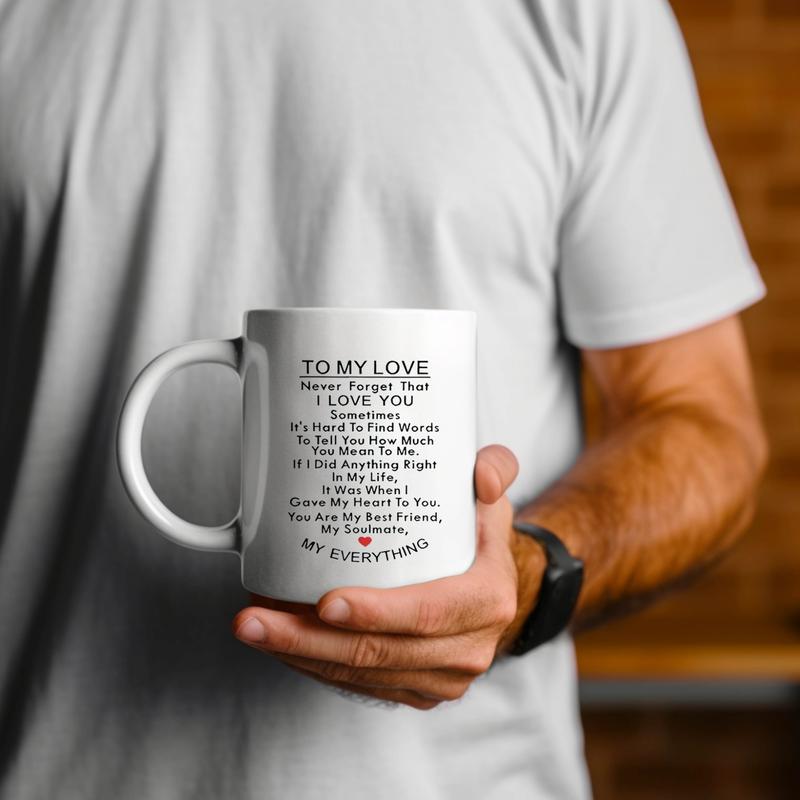 TO MY LOVE
Never Forget That
I LOVE YOU
Sometimes
It's Hard To Find Words
To Tell You How Much
You Mean To Me.
If I Did Anything Right
In My Life,
It Was When I
Gave My Heart To You.
You Are My Best Friend,
My Soulmate,
MY EVERYTHING